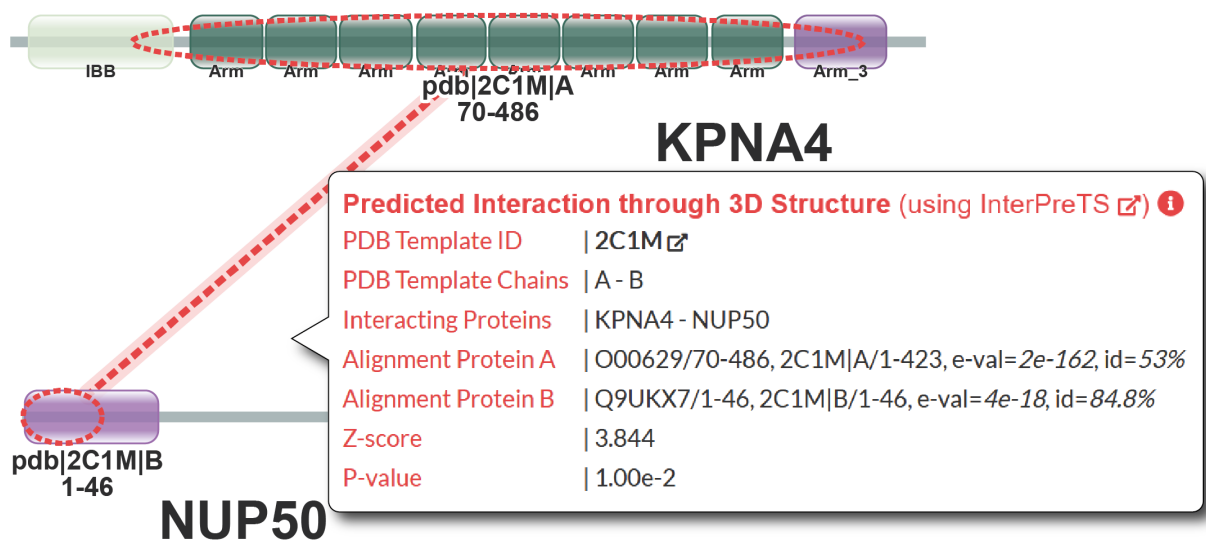 IBB Arm Arm Arm Arm Arm Arm Arm Arm Arm_3
pdb|2C1M|A
70-486
KPNA4
Predicted Interaction through 3D Structure (using InterPreTS)
PDB Template ID | 2C1M
PDB Template Chains | A - B
Interacting Proteins | KPNA4 - NUP50
Alignment Protein A | O00629/70-486, 2C1M|A/1-423, e-val=2e-162, id=53%
Alignment Protein B | Q9UKX7/1-46, 2C1M|B/1-46, e-val=4e-18, id=84.8%
Z-score | 3.844
P-value | 1.00e-2
pdb|2C1M|B
1-46
NUP50